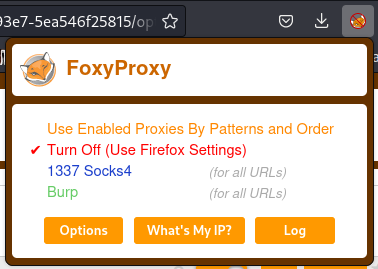 93e7-5ea546f25815/op
FoxyProxy
Use Enabled Proxies By Patterns and Order
✔ Turn Off (Use Firefox Settings)
1337 Socks4 (for all URLs)
Burp (for all URLs)
Options What's My IP? Log